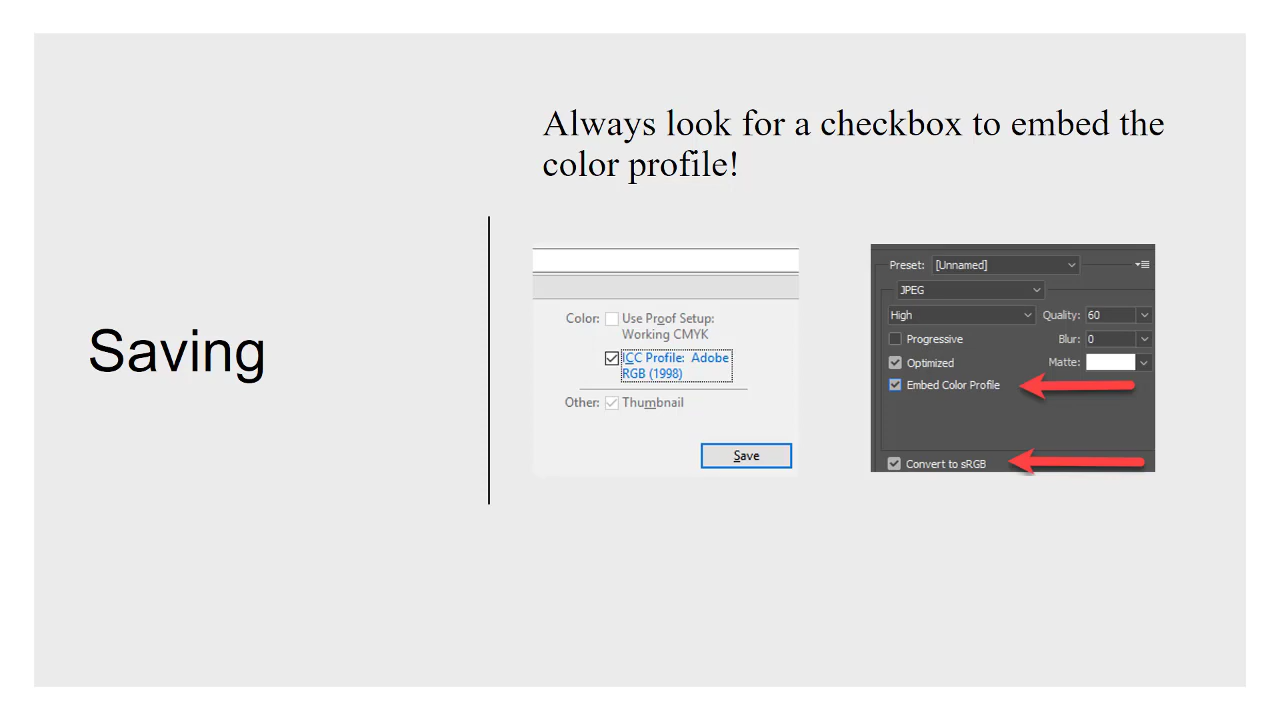 Always look for a checkbox to embed the
color profile!
Saving
Color: Use Proof Setup:
Working CMYK
ICC Profile: Adobe
RGB (1998)
Other: Thumbnail
Save
Preset: [Unnamed]
JPEG
High Quality: 60
Progressive Blur: 0
Optimized Matte:
Embed Color Profile
Convert to sRGB